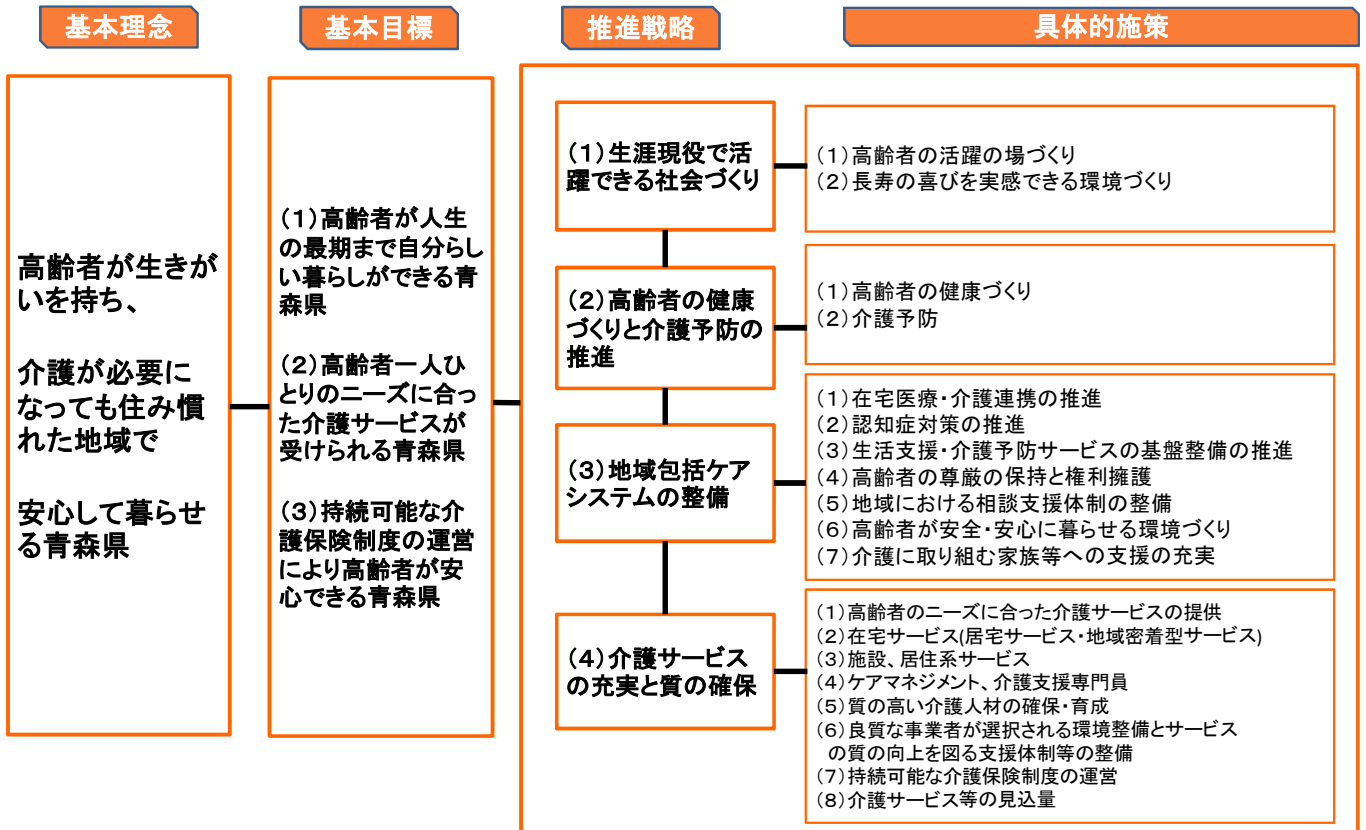 基本理念
基本目標
推進戦略
具体的施策
高齢者が生きが
いを持ち、
介護が必要に
なっても住み慣
れた地域で
安心して暮らせ
る青森県
(1)高齢者が人生
の最期まで自分らし
い暮らしができる青
森県
(2)高齢者一人ひ
とりのニーズに合っ
た介護サービスが
受けられる青森県
(3)持続可能な介
護保険制度の運営
により高齢者が安
心できる青森県
(1)生涯現役で活
躍できる社会づくり
(1)高齢者の活躍の場づくり
(2)長寿の喜びを実感できる環境づくり
(2)高齢者の健康
づくりと介護予防の
推進
(1)高齢者の健康づくり
(2)介護予防
(3)地域包括ケア
システムの整備
(1)在宅医療・介護連携の推進
(2)認知症対策の推進
(3)生活支援・介護予防サービスの基盤整備の推進
(4)高齢者の尊厳の保持と権利擁護
(5)地域における相談支援体制の整備
(6)高齢者が安全・安心に暮らせる環境づくり
(7)介護に取り組む家族等への支援の充実
(4)介護サービス
の充実と質の確保
(1)高齢者のニーズに合った介護サービスの提供
(2)在宅サービス(居宅サービス・地域密着型サービス)
(3)施設、居住系サービス
(4)ケアマネジメント、介護支援専門員
(5)質の高い介護人材の確保・育成
(6)良質な事業者が選択される環境整備とサービス
の質の向上を図る支援体制等の整備
(7)持続可能な介護保険制度の運営
(8)介護サービス等の見込量